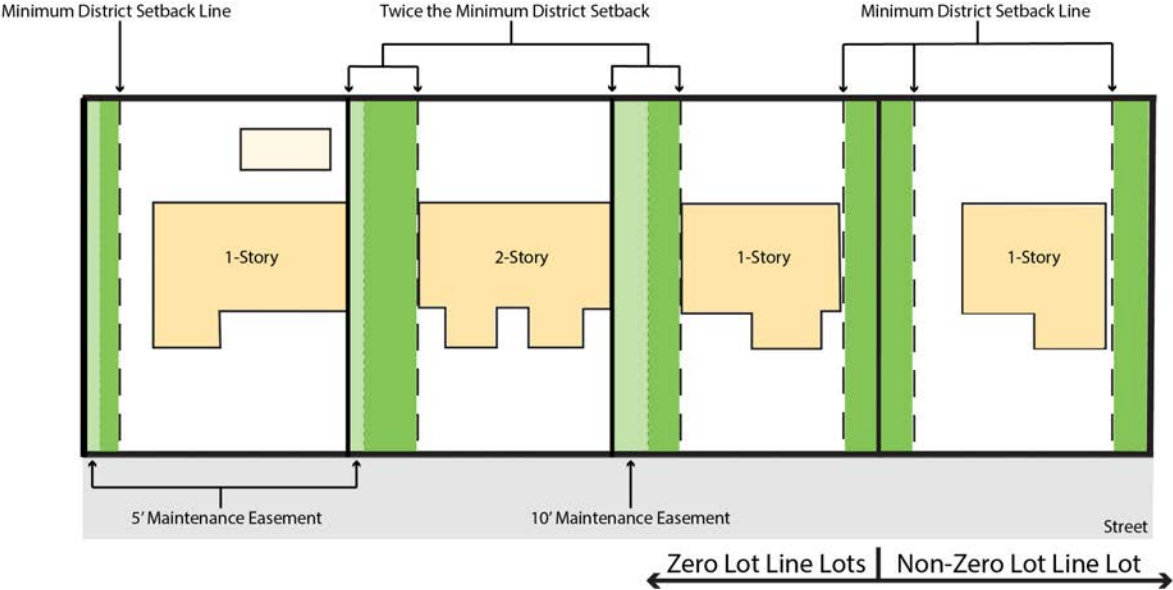 Minimum District Setback Line
Twice the Minimum District Setback
Minimum District Setback Line
1-Story
2-Story
1-Story
1-Story
5' Maintenance Easement
10' Maintenance Easement
Street
Zero Lot Line Lots
Non-Zero Lot Line Lot